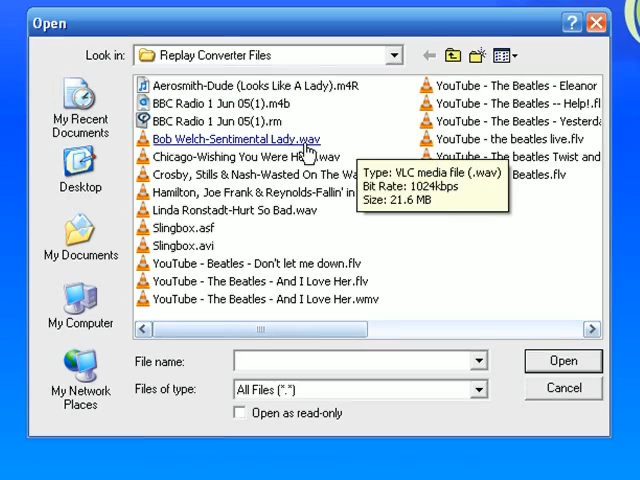 Open
Look in:
Replay Converter Files
My Recent
Documents
Desktop
My Documents
My Computer
My Network
Places
Aerosmith-Dude (Looks Like A Lady).m4R
BBC Radio 1 Jun 05(1).m4b
BBC Radio 1 Jun 05(1).rm
Bob Welch-Sentimental Lady.wav
Chicago-Wishing You Were .wav
Crosby, Stills & Nash-Wasted On The
Hamilton, Joe Frank & Reynolds-Fallin' in
Linda Ronstadt-Hurt So Bad.wav
Slingbox.asf
Slingbox.avi
YouTube - Beatles - Don't let me down.flv
YouTube - The Beatles - And I Love Her.flv
YouTube - The Beatles - And I Love Her.wmv
YouTube - The Beatles - Eleanor
YouTube - The Beatles -- Help!.fl
YouTube - The Beatles - Yesterda
YouTube - the beatles live.flv
YouTube - the beatles Twist and
Beatles.flv
Type: VLC media file (.wav)
Bit Rate: 1024kbps
Size: 21.6 MB
File name:
Open
Files of type:
All Files (*.*)
Cancel
Open as read-only